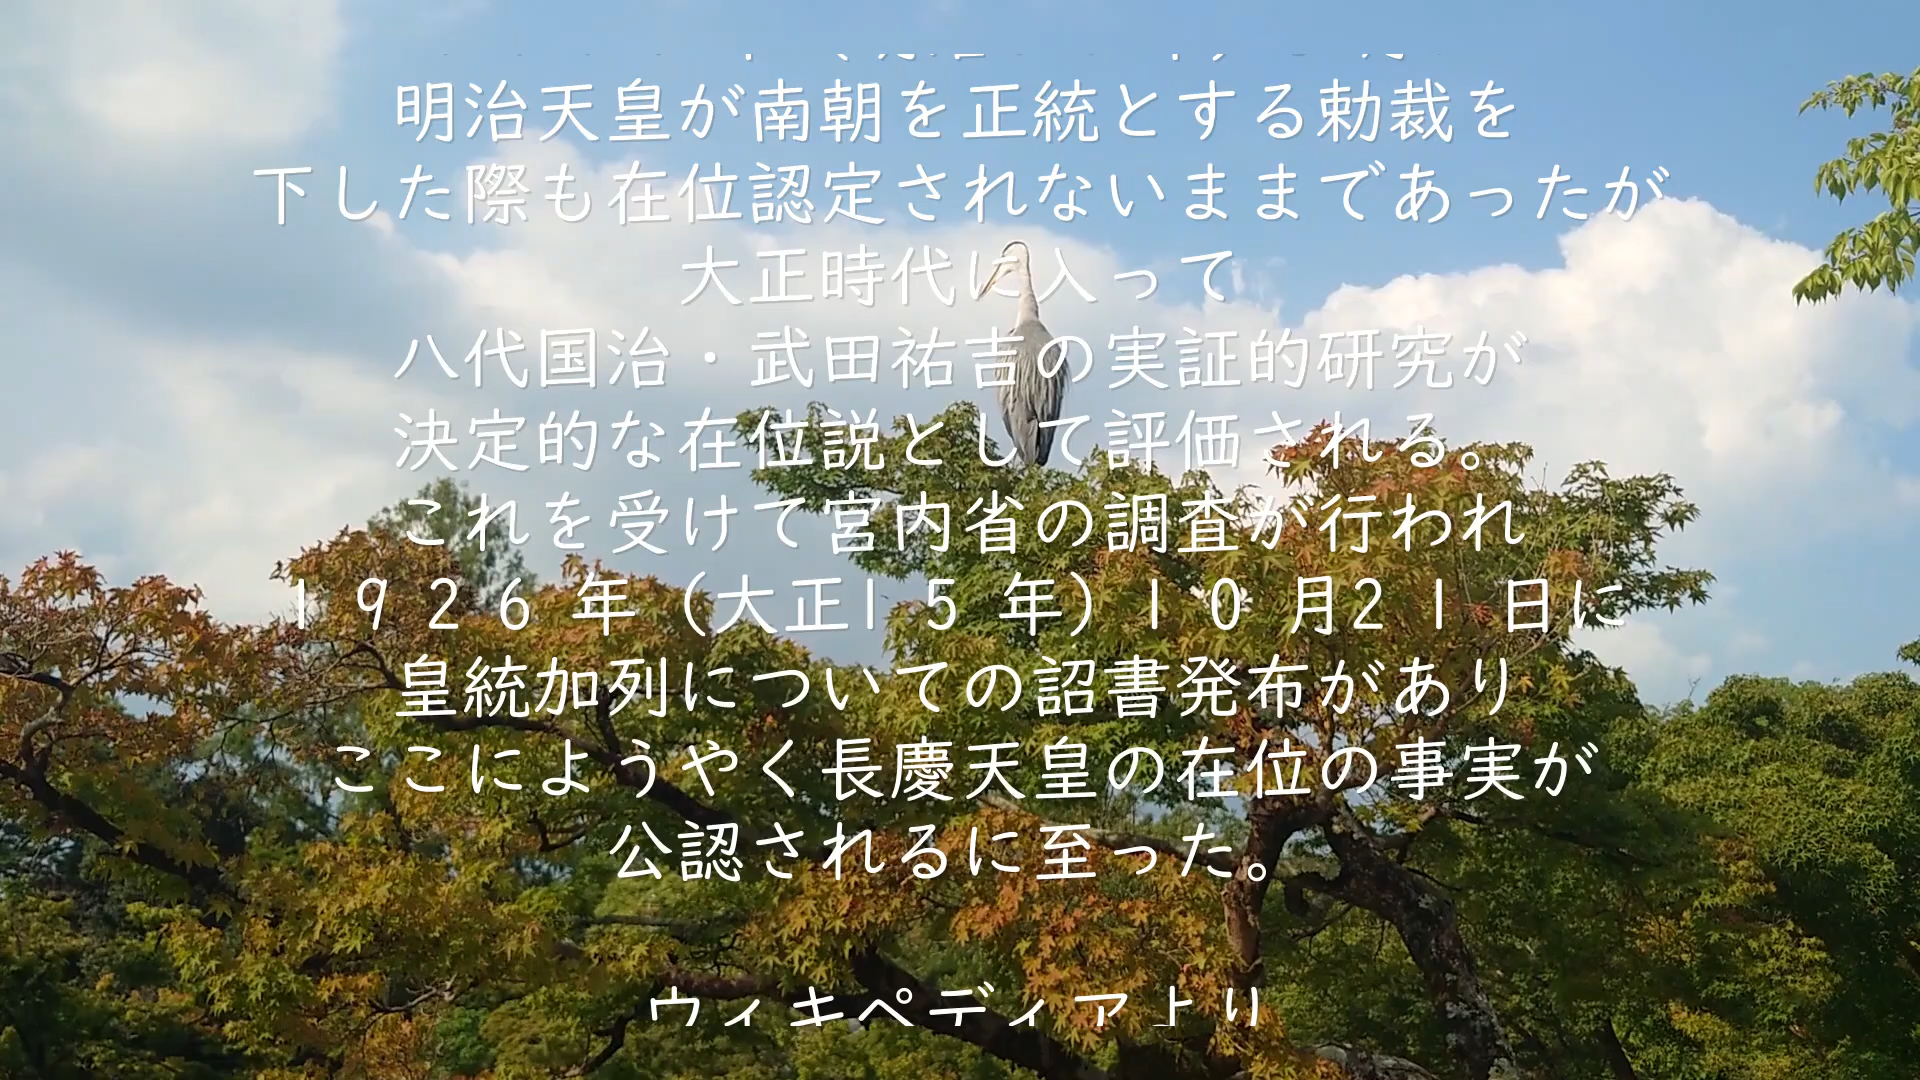 明治天皇が南朝を正統とする勅裁を
下した際も在位認定されないままであったが
大正時代に入って
八代国治・武田祐吉の実証的研究が
決定的な在位説として評価される。
これを受けて宮内省の調査が行われ
1926年(大正15年)10月21日に
皇統加列についての詔書発布があり
ここにようやく長慶天皇の在位の事実が
公認されるに至った。
ウィキペディアより